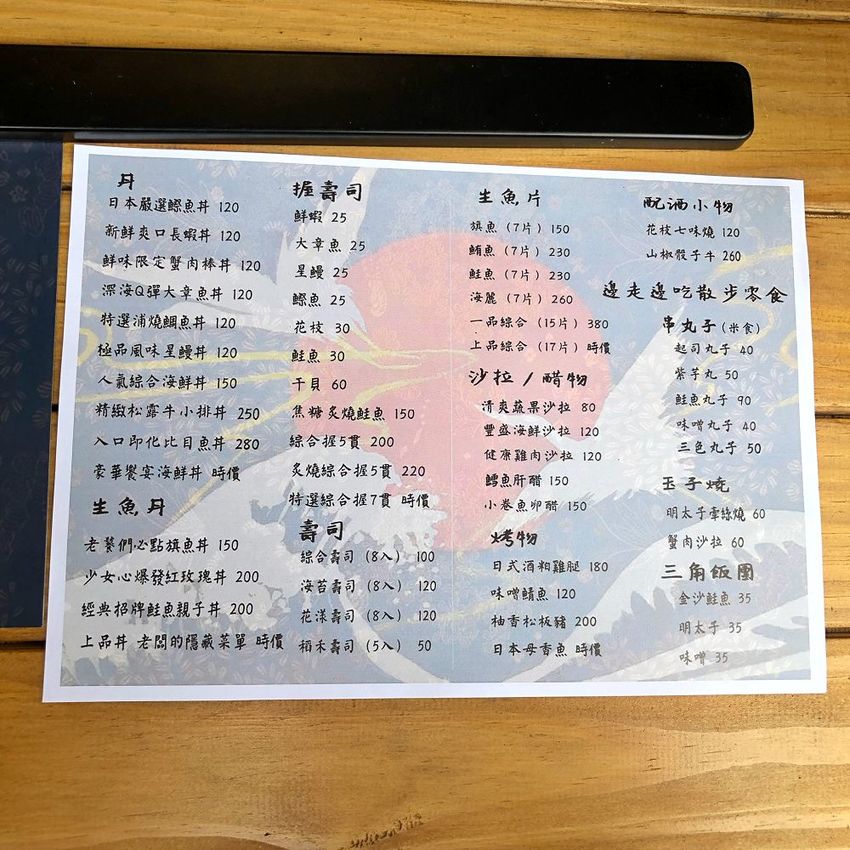 丹
日本嚴選鰹魚丼 120
新鮮爽口長蝦丼 120
鮮味限定蟹肉棒丼 120
深海Q彈大章魚丼 120
特選浦燒鯛魚丼 120
極品風味星鰻丼 120
人氣綜合海鮮丼 150
精緻松露牛小排丼 250
入口即化比目魚丼 280
豪華饗宴海鮮丼 時價
生魚丹
老饕們必點旗魚丼 150
少女心爆發紅玫瑰丼 200
經典招牌鮭魚親子丼 200
上品丼 老闆的隱藏菜單 時價
握壽司
鮮蝦 25
大章魚 25
星鰻 25
鰹魚 25
花枝 30
鮭魚 30
干貝 60
焦糖炙燒鮭魚 150
綜合握5貫 200
炙燒綜合握5貫 220
特選綜合握7貫 時價
壽司
綜合壽司 (8入) 100
海苔壽司 (8入) 120
花漾壽司 (8入) 120
稻禾壽司 (5入) 50
生魚片
旗魚 (7片) 150
鮪魚 (7片) 230
鮭魚 (7片) 230
海鱺 (7片) 260
一品綜合 (15片) 380
上品綜合 (17片) 時價
沙拉 / 醋物
清爽蔬果沙拉 80
豐盛海鮮沙拉 120
健康雞肉沙拉 120
鱈魚肝醋 150
小卷魚卵醋 150
烤物
日式酒粕雞腿 180
味噌鯖魚 120
柚香松板豬 200
日本母香魚 時價
配酒小物
花枝七味燒 120
山椒骰子牛 260
邊走邊吃散步零食
串丸子 (米食)
起司丸子 40
紫芋丸 50
鮭魚丸子 90
味噌丸子 40
三色丸子 50
玉子燒
明太子牽絲燒 60
蟹肉沙拉 60
三角飯團
金沙鮭魚 35
明太子 35
味噌 35